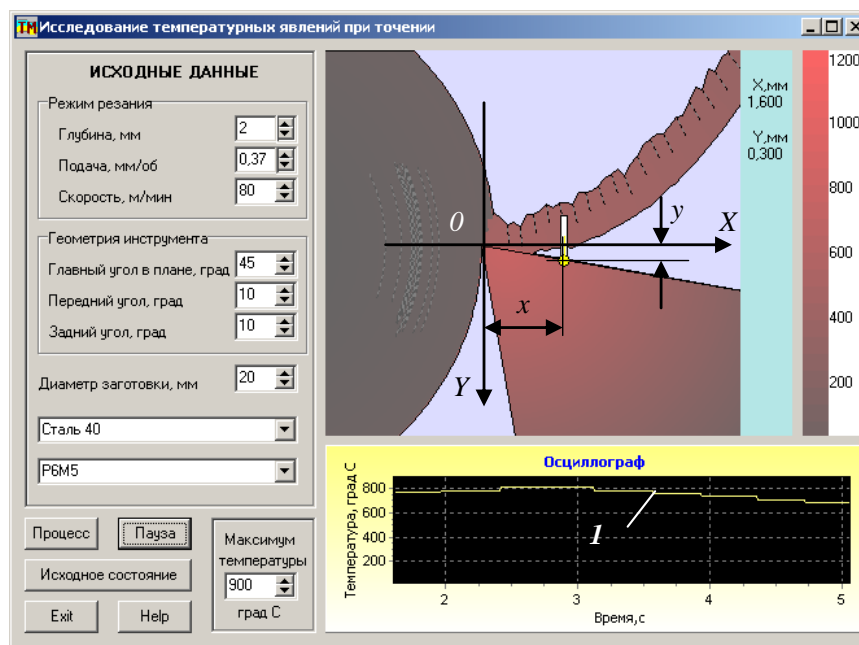 TM Исследование температурных явлений при точении
ИСХОДНЫЕ ДАННЫЕ
Режим резания
Глубина, мм 2
Подача, мм/об 0,37
Скорость, м/мин 80
Геометрия инструмента
Главный угол в плане, град 45
Передний угол, град 10
Задний угол, град 10
Диаметр заготовки, мм 20
Сталь 40
Р6М5
Процесс
Пауза
Исходное состояние
Exit
Help
Максимум
температуры
900
град С
0
X
Y
x
y
X,мм
1,600
Y,мм
0,300
1200
1000
800
600
400
200
Осциллограф
Температура, град С
800
600
400
200
1
2
3
4
5
Время,с